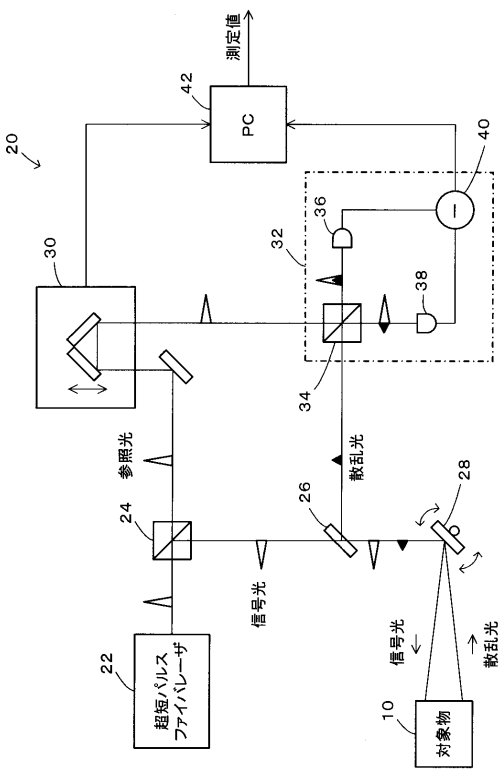 20
30
42
PC
測定値
22
超短パルス
ファイバレーザ
24
参照光
信号光
26
散乱光
34
32
36
38
40
28
信号光
散乱光
10
対象物